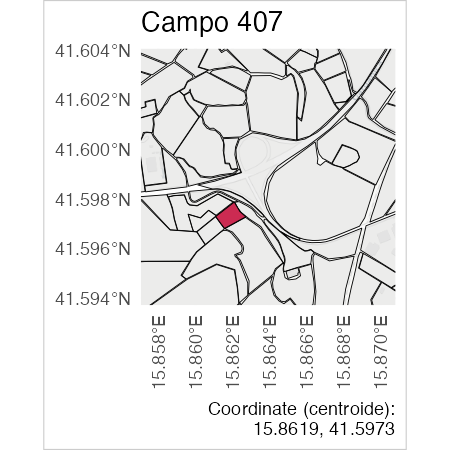 Campo 407
41.604°N
41.602°N
41.600°N
41.598°N
41.596°N
41.594°N
15.858°E
15.860°E
15.862°E
15.864°E
15.866°E
15.868°E
15.870°E
Coordinate (centroide):
15.8619, 41.5973